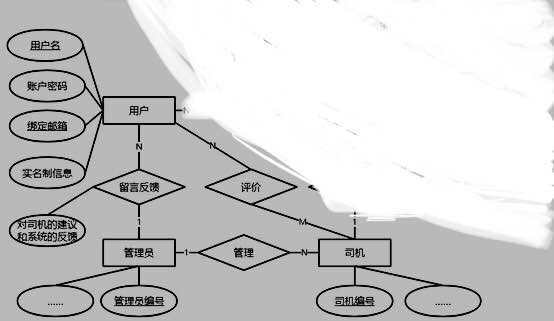 用户名
账户密码
用户
绑定邮箱
N
N
实名制信息
留言反馈
评价
对司机的建议
和系统的反馈
1
M
管理员
1
管理
N
司机
......
管理员编号
司机编号
......